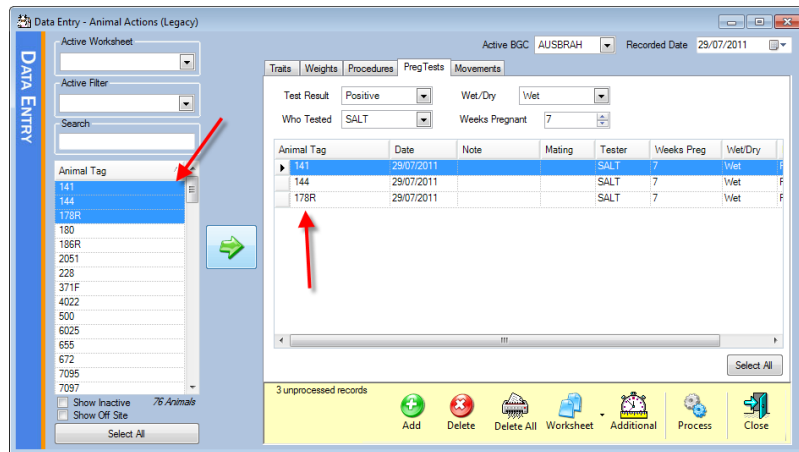 Data Entry - Animal Actions (Legacy)
DATA ENTRY
Active Worksheet
Active Filter
Search
Animal Tag
141
144
178R
180
186R
2051
228
371F
4022
500
6025
655
672
7095
7097
Show Inactive 76 Animals
Show Off Site
Select All
Active BGC AUSBRAH Recorded Date 29/07/2011
Traits Weights Procedures PregTests Movements
Test Result Positive Wet/Dry Wet
Who Tested SALT Weeks Pregnant 7
Animal Tag Date Note Mating Tester Weeks Preg Wet/Dry
141 29/07/2011 SALT 7 Wet F
144 29/07/2011 SALT 7 Wet F
178R 29/07/2011 SALT 7 Wet F
Select All
3 unprocessed records
Add Delete Delete All Worksheet Additional Process Close